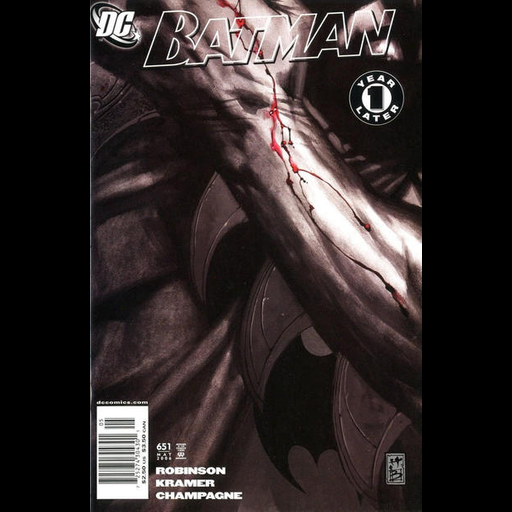 DC
BATMAN
YEAR
1
LATER
dccomics.com
05
$2.50 US $3.50 CAN
651
MAY
2006
ROBINSON
KRAMER
CHAMPAGNE